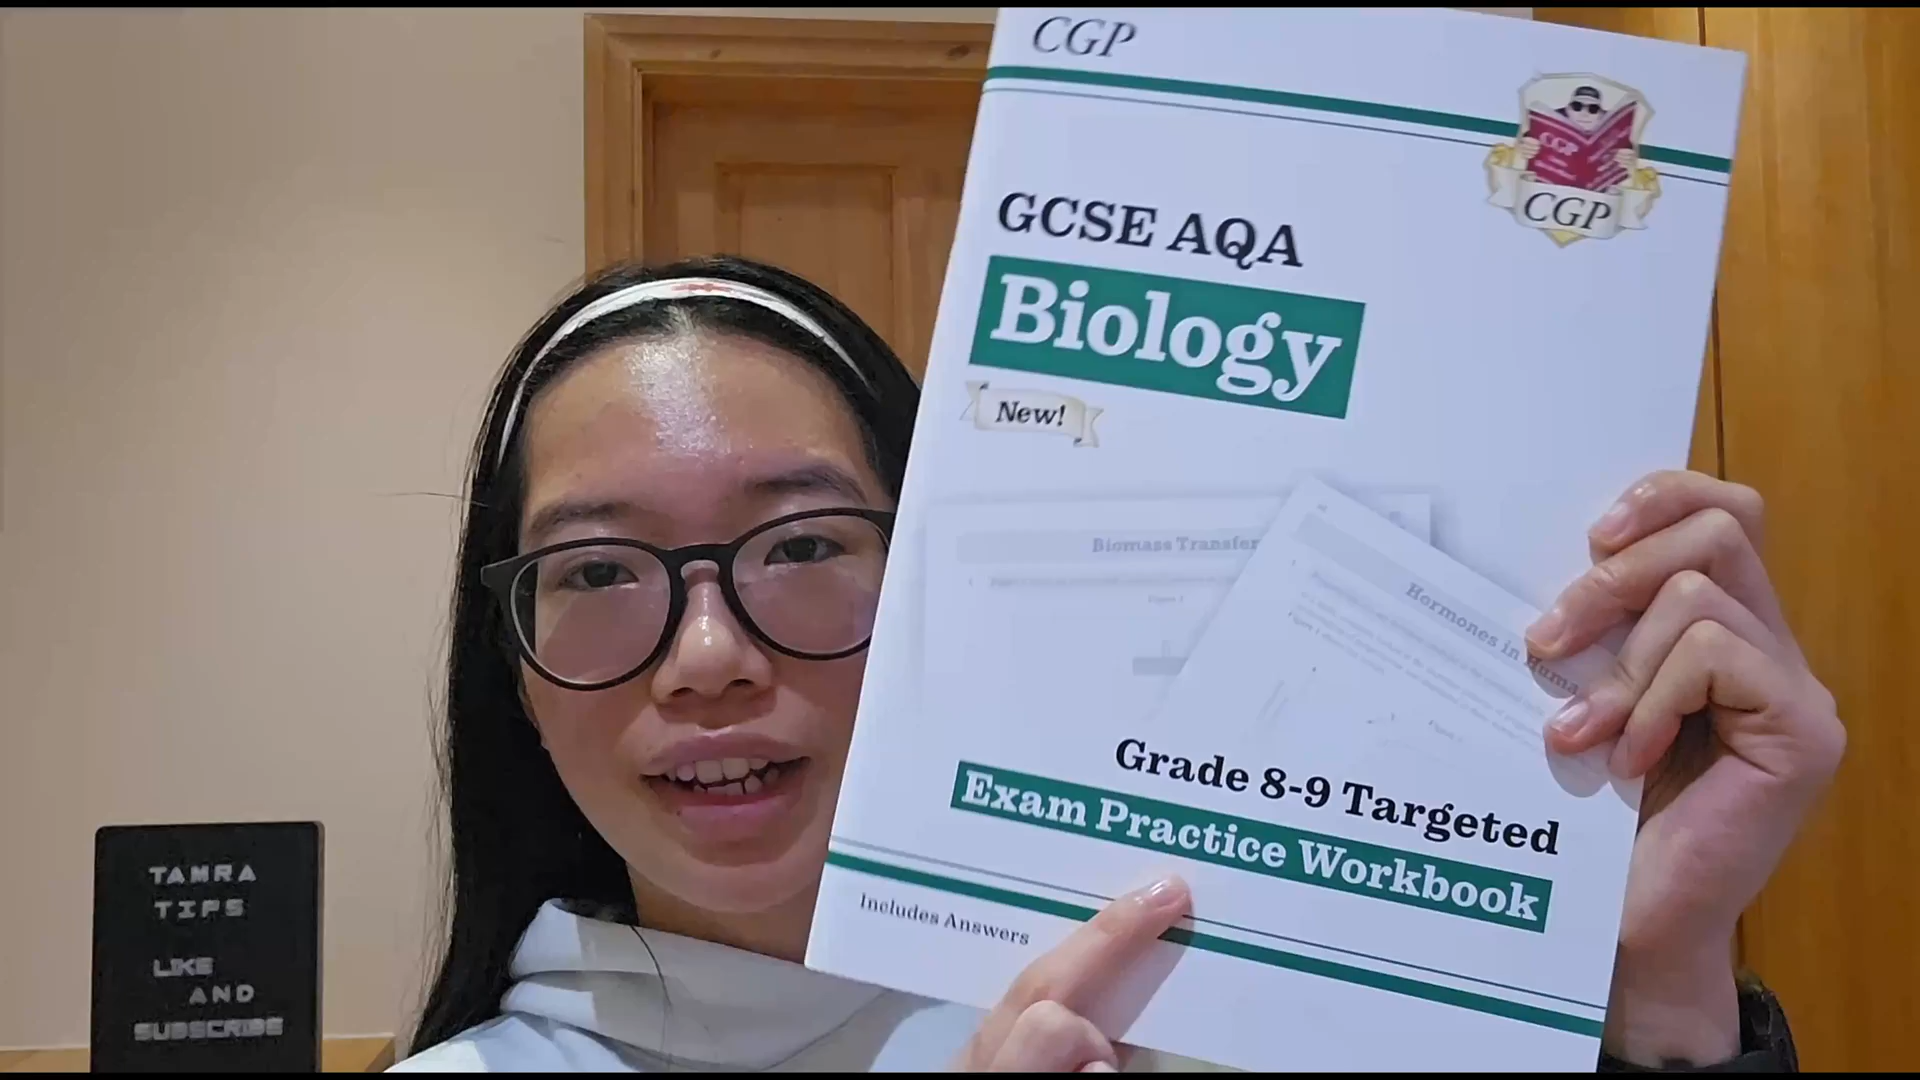 CGP
CGP
CGP
GCSE AQA
Biology
New!
Biomass Transfer
Hormones in Huma
Grade 8-9 Targeted
Exam Practice Workbook
Includes Answers
TAMRA
TIPS
LIKE
AND
SUBSCRIBE